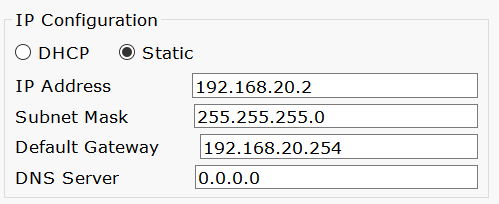 IP Configuration
DHCP Static
IP Address 192.168.20.2
Subnet Mask 255.255.255.0
Default Gateway 192.168.20.254
DNS Server 0.0.0.0